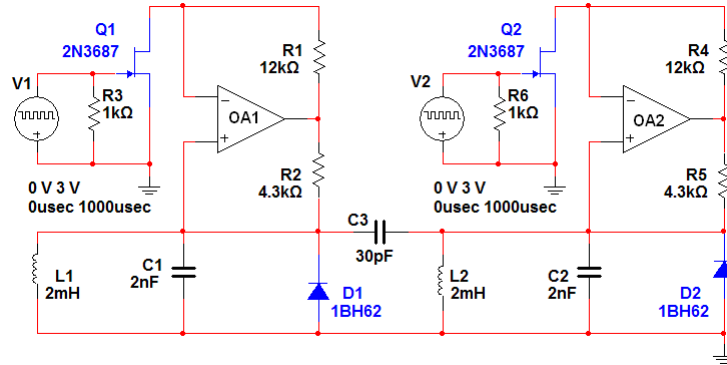 Q1
2N3687
V1
R3
1kΩ
R1
12kΩ
OA1
R2
4.3kΩ
0 V 3 V
0usec 1000usec
L1
2mH
C1
2nF
D1
1BH62
C3
30pF
Q2
2N3687
V2
R6
1kΩ
R4
12kΩ
OA2
R5
4.3kΩ
0 V 3 V
0usec 1000usec
L2
2mH
C2
2nF
D2
1BH62